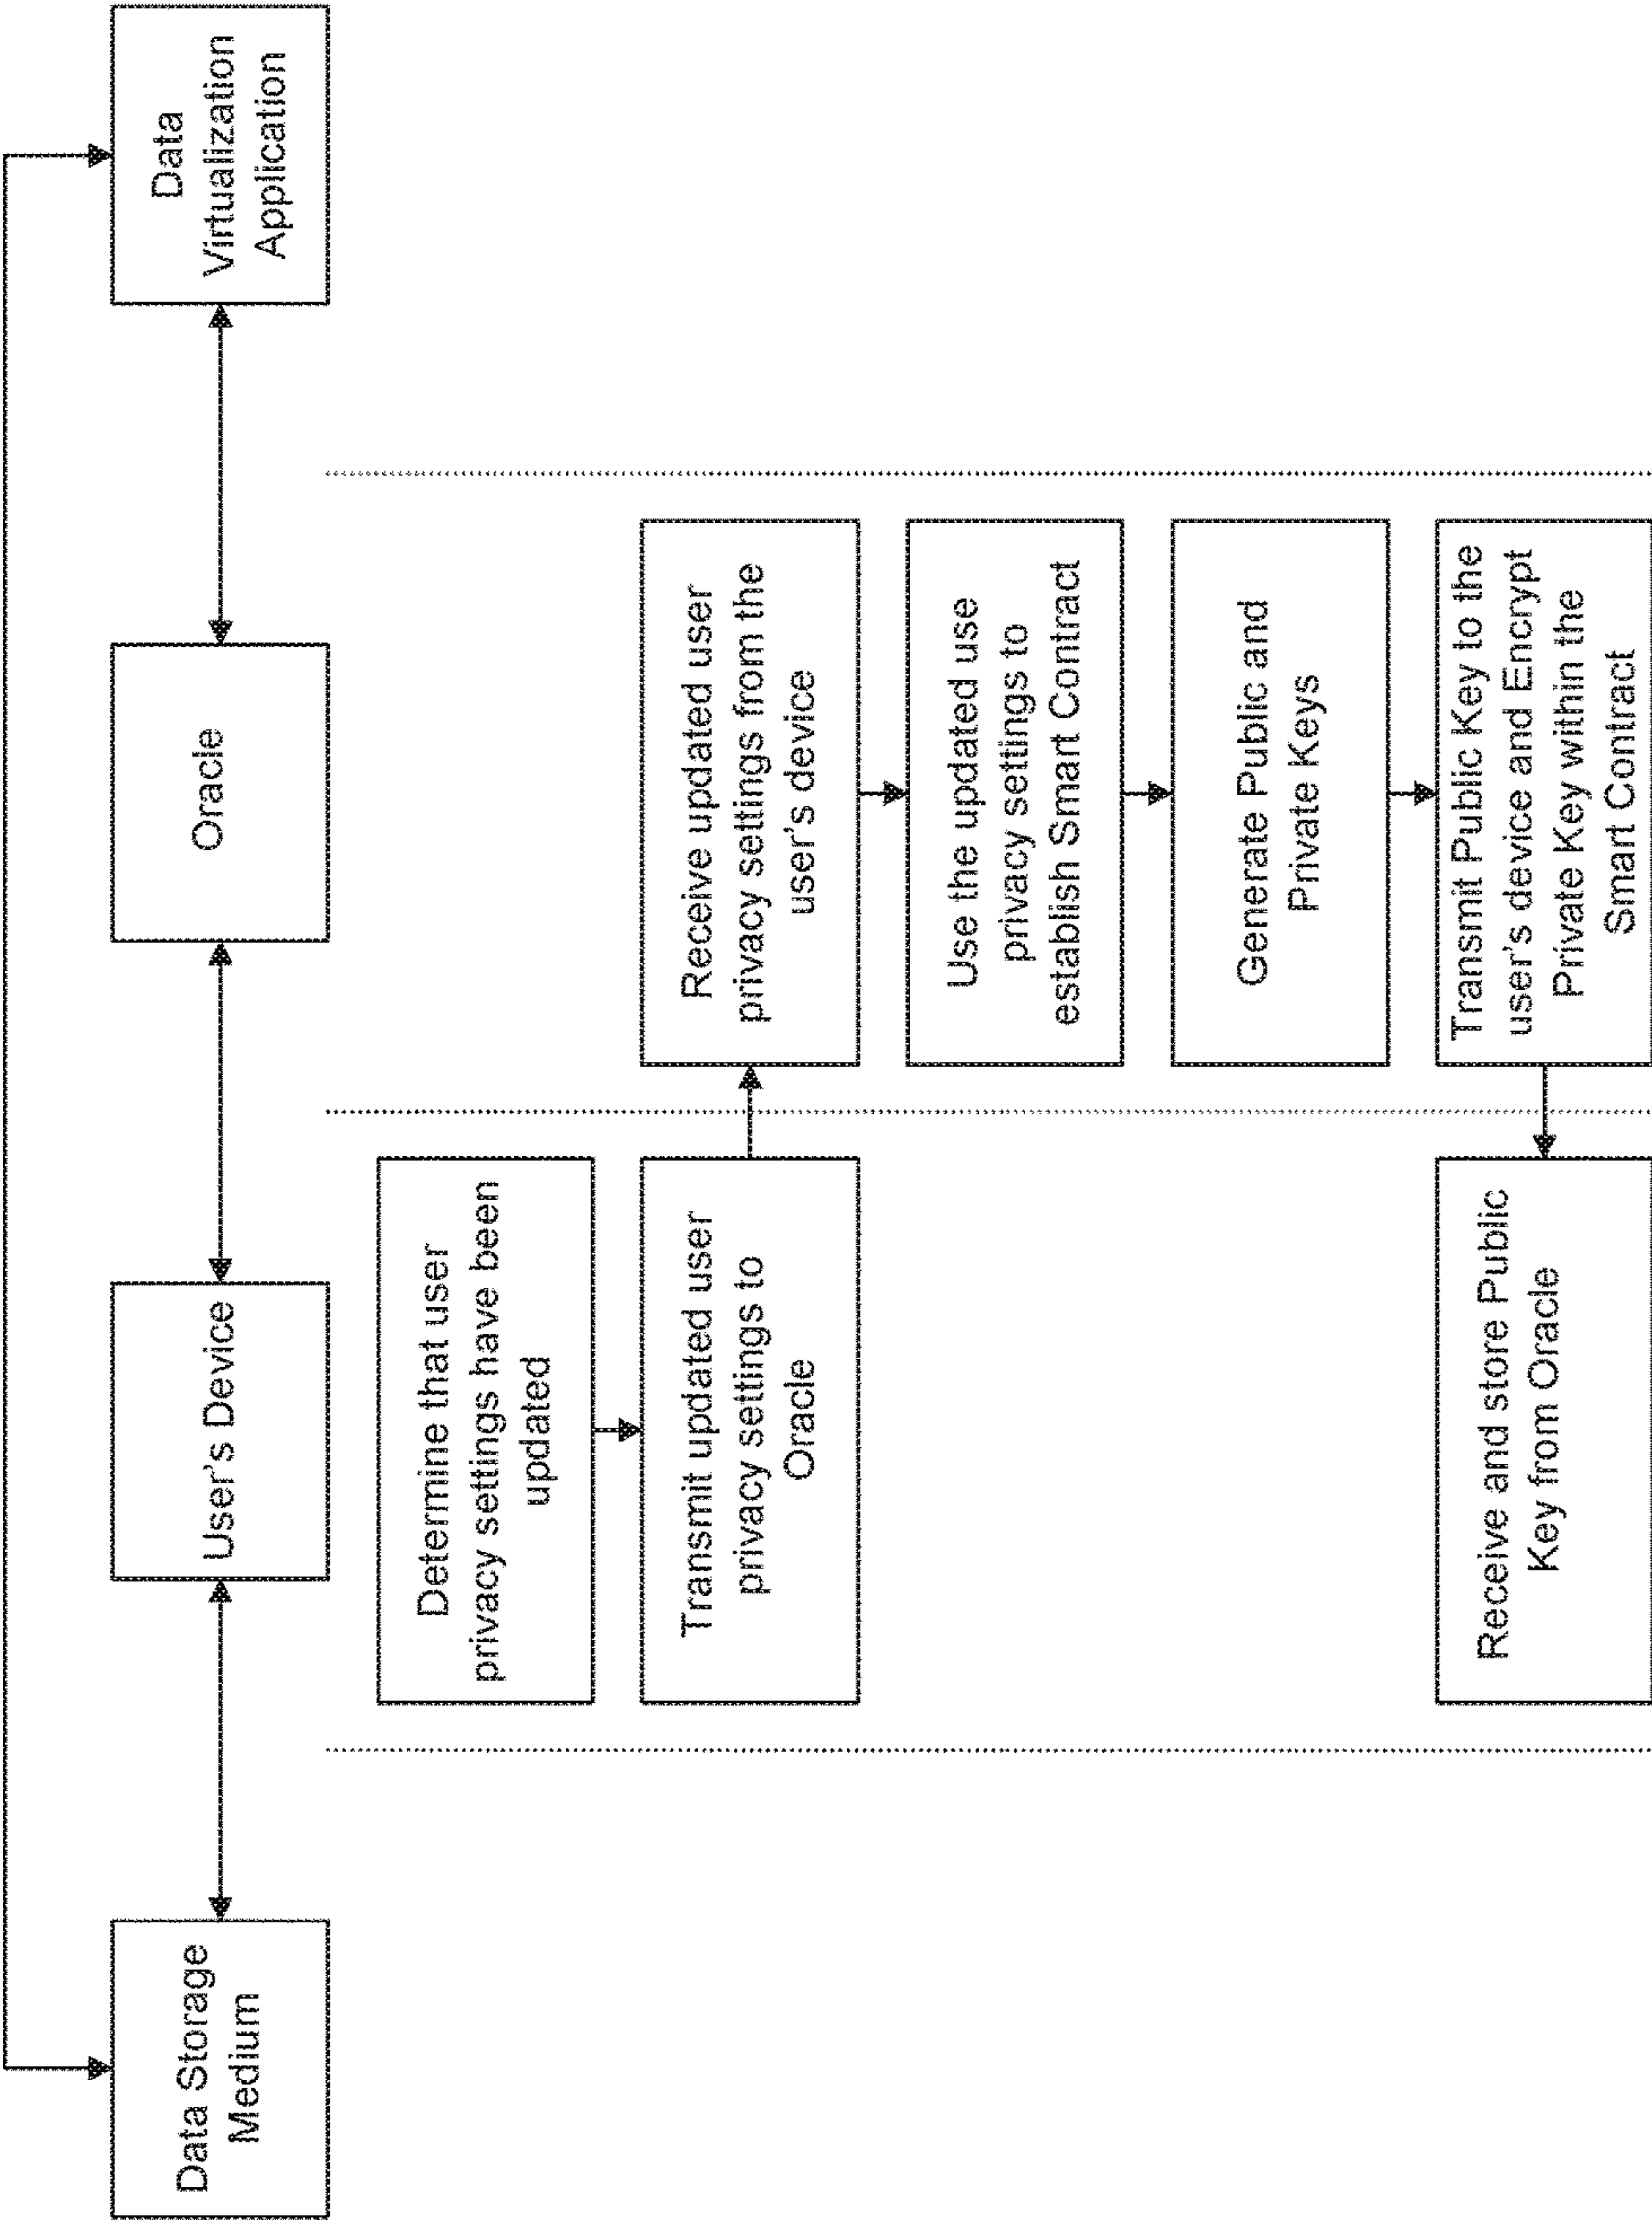 Data Storage
Medium
User's Device
Oracle
Data
Virtualization
Application
Determine that user
privacy settings have been
updated
Transmit updated user
privacy settings to
Oracle
Receive updated user
privacy settings from the
user's device
Use the updated use
privacy settings to
establish Smart Contract
Generate Public and
Private Keys
Transmit Public Key to the
user's device and Encrypt
Private Key within the
Smart Contract
Receive and store Public
Key from Oracle